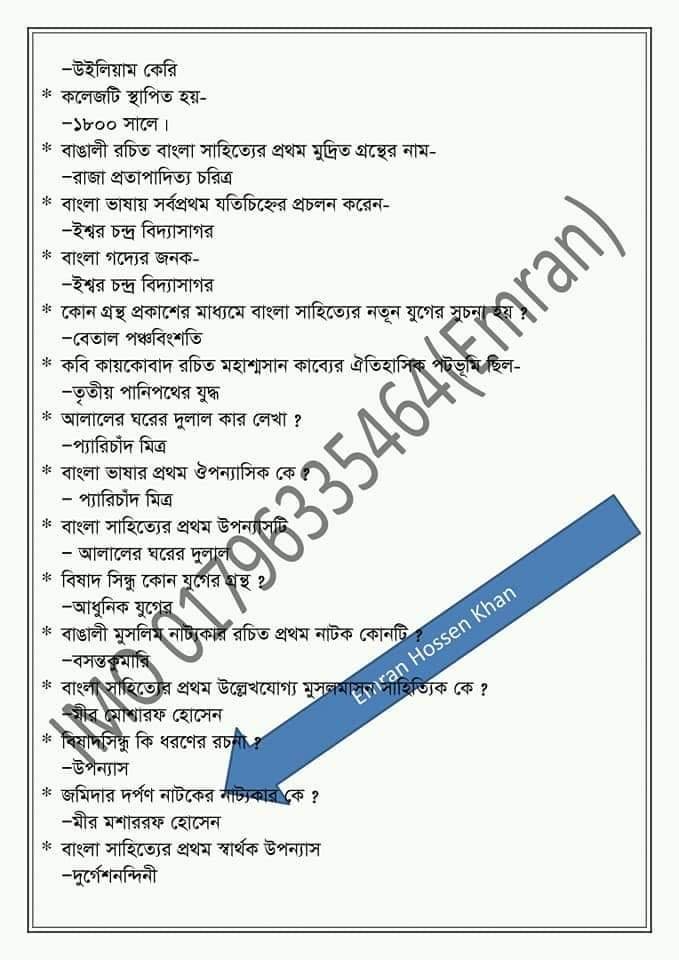 –উইলিয়াম কেরি
* কলেজটি স্থাপিত হয়-
–১৮০০ সালে।
* বাঙালী রচিত বাংলা সাহিত্যের প্রথম মুদ্রিত গ্রন্থের নাম-
–রাজা প্রতাপাদিত্য চরিত্র
* বাংলা ভাষায় সর্বপ্রথম যতিচিহ্নের প্রচলন করেন-
–ইশ্বর চন্দ্র বিদ্যাসাগর
* বাংলা গদ্যের জনক-
–ইশ্বর চন্দ্র বিদ্যাসাগর
* কোন গ্রন্থ প্রকাশের মাধ্যমে বাংলা সাহিত্যের নতূন যুগের সুচনা হয় ?
–বেতাল পঞ্চবিংশতি
* কবি কায়কোবাদ রচিত মহাশ্মসান কাব্যের ঐতিহাসিক পটভূমি ছিল-
–তৃতীয় পানিপথের যুদ্ধ
* আলালের ঘরের দুলাল কার লেখা ?
–প্যারিচাঁদ মিত্র
* বাংলা ভাষার প্রথম ঔপন্যাসিক কে ?
– প্যারিচাঁদ মিত্র
* বাংলা সাহিত্যের প্রথম উপন্যাসটি
– আলালের ঘরের দুলাল
* বিষাদ সিন্ধু কোন যুগের গ্রন্থ ?
–আধুনিক যুগের
* বাঙালী মুসলিম নাট্যকার রচিত প্রথম নাটক কোনটি ?
–বসন্তকুমারি
* বাংলা সাহিত্যের প্রথম উল্লেখযোগ্য মুসলমাসন সাহিত্যিক কে ?
–মীর মোশারফ হোসেন
* বিষাদসিন্ধু কি ধরণের রচনা ?
–উপন্যাস
* জমিদার দর্পণ নাটকের নাট্যকার কে ?
–মীর মশাররফ হোসেন
* বাংলা সাহিত্যের প্রথম স্বার্থক উপন্যাস
–দুর্গেশনন্দিনী
IMO 01796335464(Emran)
Emran Hossen Khan